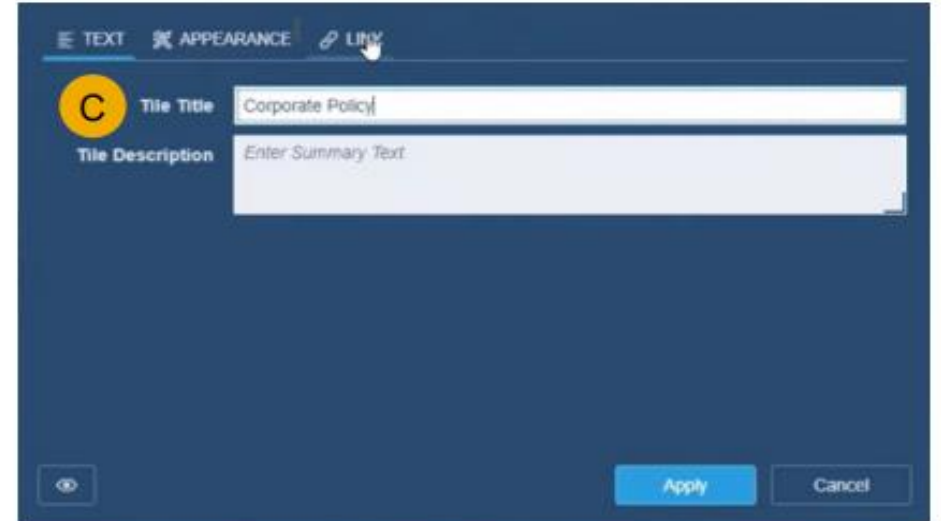 TEXT APPEARANCE LINK
C Tile Title Corporate Policy
Tile Description Enter Summary Text
Apply Cancel